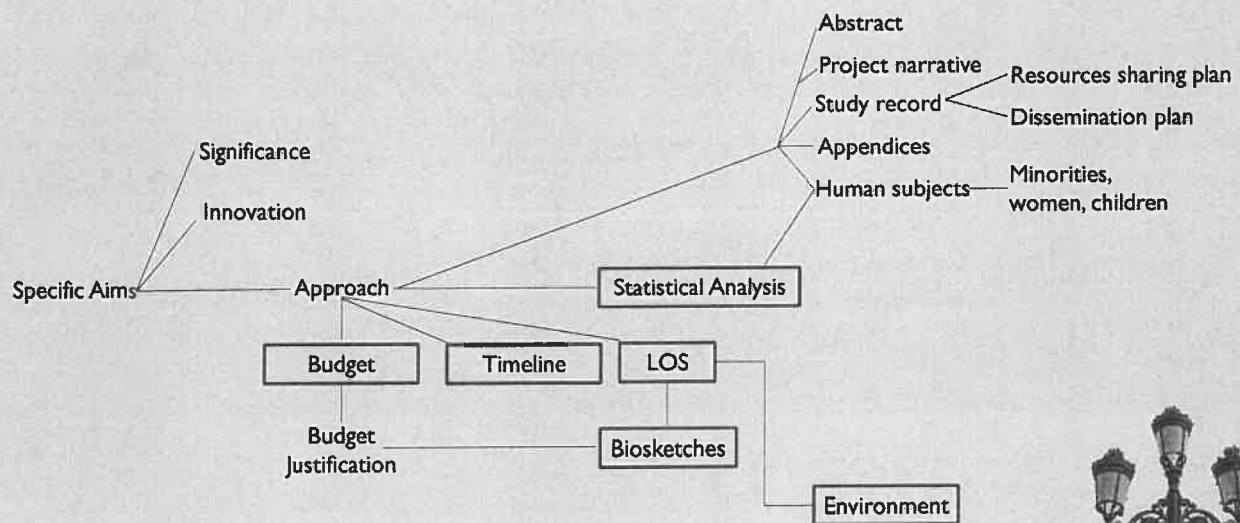 Abstract
Project narrative
Study record
Resources sharing plan
Dissemination plan
Appendices
Human subjects
Minorities,
women, children
Significance
Innovation
Specific Aims
Approach
Statistical Analysis
Budget
Timeline
LOS
Budget
Justification
Biosketches
Environment